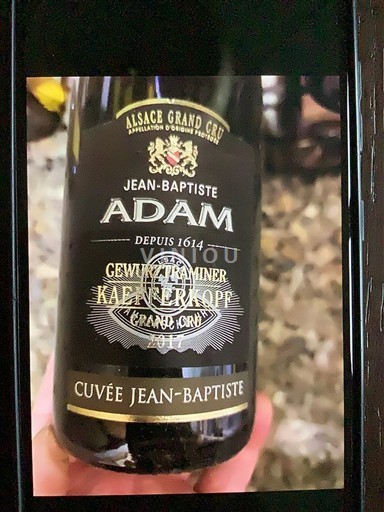 ALSACE GRAND CRU
APPELLATION D'ORIGINE PROTÉGÉE
JEAN-BAPTISTE
ADAM
DEPUIS 1614
VINIOU
GEWURZTRAMINER
KAEFFERKOPF
GRAND CRU
2017
CUVÉE JEAN-BAPTISTE